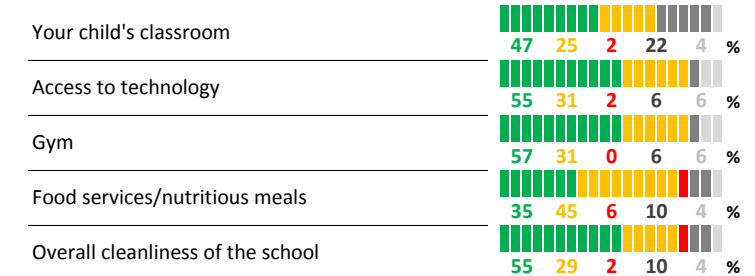 Your child's classroom
47 25 2 22 4 %
Access to technology
55 31 2 6 6 %
Gym
57 31 0 6 6 %
Food services/nutritious meals
35 45 6 10 4 %
Overall cleanliness of the school
55 29 2 10 4 %